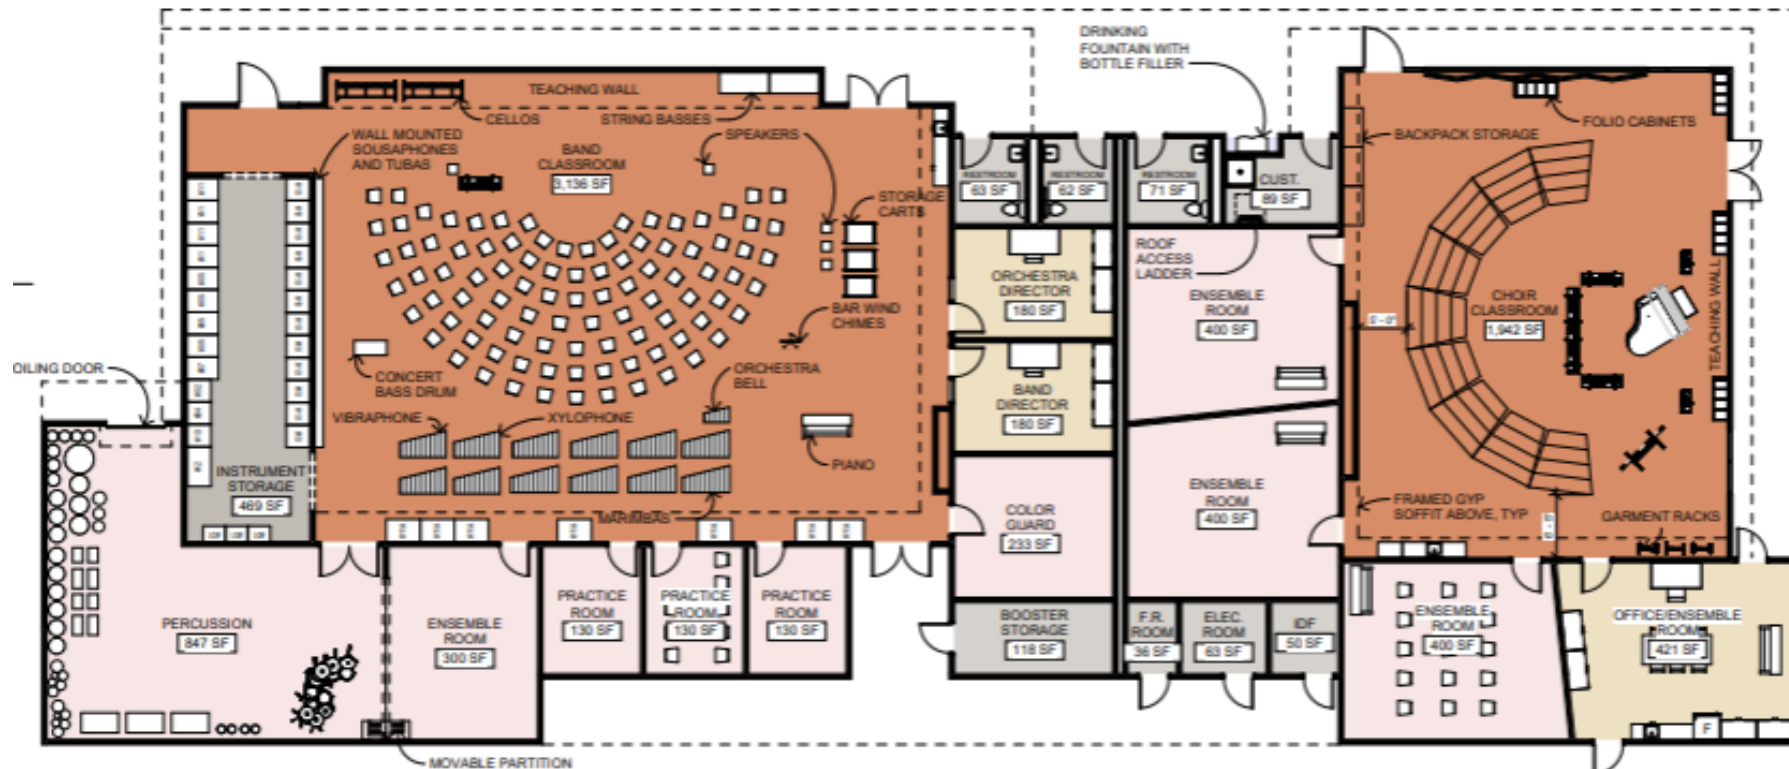 DRINKING
FOUNTAIN WITH
BOTTLE FILLER
TEACHING WALL
CELLOS
STRING BASSES
SPEAKERS
WALL MOUNTED
SOUSAPHONES
AND TUBAS
BAND
CLASSROOM
3,136 SF
STORAGE
CARTS
BAR WIND
CHIMES
ORCHESTRA
BELL
CONCERT
BASS DRUM
VIBRAPHONE
XYLOPHONE
PIANO
MARIMBAS
OILING DOOR
INSTRUMENT
STORAGE
469 SF
PERCUSSION
847 SF
MOVABLE PARTITION
ENSEMBLE
ROOM
300 SF
PRACTICE
ROOM
130 SF
PRACTICE
ROOM
130 SF
PRACTICE
ROOM
130 SF
RESTROOM
63 SF
RESTROOM
62 SF
RESTROOM
71 SF
CUST.
89 SF
ORCHESTRA
DIRECTOR
180 SF
BAND
DIRECTOR
180 SF
COLOR
GUARD
233 SF
BOOSTER
STORAGE
118 SF
ROOF
ACCESS
LADDER
ENSEMBLE
ROOM
400 SF
ENSEMBLE
ROOM
400 SF
F.R.
ROOM
36 SF
ELEC.
ROOM
63 SF
IDF
50 SF
BACKPACK STORAGE
FOLIO CABINETS
CHOIR
CLASSROOM
1,942 SF
TEACHING WALL
FRAMED GYP
SOFFIT ABOVE, TYP
GARMENT RACKS
ENSEMBLE
ROOM
400 SF
OFFICE/ENSEMBLE
ROOM
421 SF
F